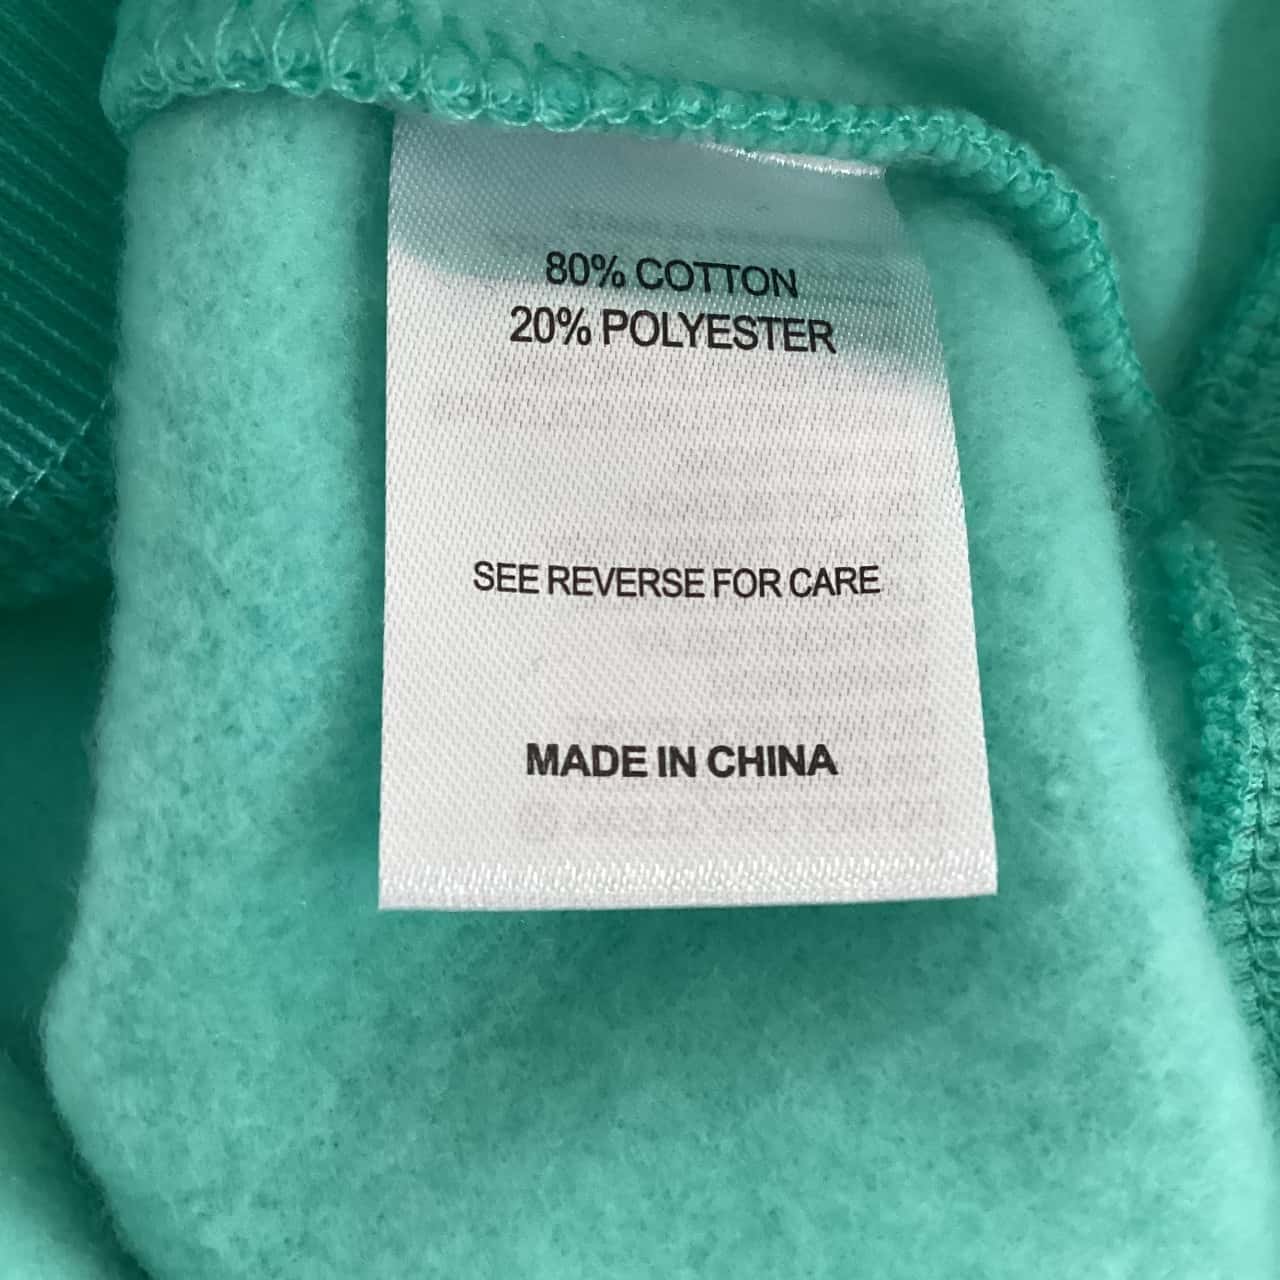 80% COTTON
20% POLYESTER
SEE REVERSE FOR CARE
MADE IN CHINA